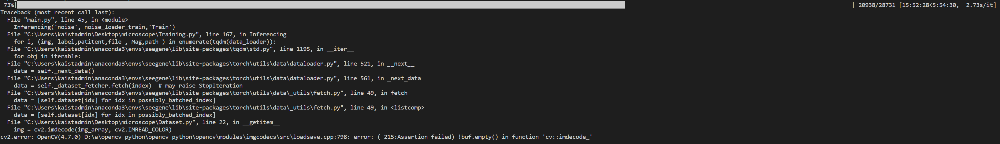 73%| | 20938/28731 [15:52:28<5:54:30, 2.73s/it]
Traceback (most recent call last):
  File "main.py", line 45, in <module>
    Inferencing('noise', noise_loader_train,'Train')
  File "C:\Users\kaistadmin\Desktop\microscope\Training.py", line 167, in Inferencing
    for i, (img, label,patitent,file , Mag,path ) in enumerate(tqdm(data_loader)):
  File "C:\Users\kaistadmin\anaconda3\envs\seegene\lib\site-packages\tqdm\std.py", line 1195, in __iter__
    for obj in iterable:
  File "C:\Users\kaistadmin\anaconda3\envs\seegene\lib\site-packages\torch\utils\data\dataloader.py", line 521, in __next__
    data = self._next_data()
  File "C:\Users\kaistadmin\anaconda3\envs\seegene\lib\site-packages\torch\utils\data\dataloader.py", line 561, in _next_data
    data = self._dataset_fetcher.fetch(index)  # may raise StopIteration
  File "C:\Users\kaistadmin\anaconda3\envs\seegene\lib\site-packages\torch\utils\data\_utils\fetch.py", line 49, in fetch
    data = [self.dataset[idx] for idx in possibly_batched_index]
  File "C:\Users\kaistadmin\anaconda3\envs\seegene\lib\site-packages\torch\utils\data\_utils\fetch.py", line 49, in <listcomp>
    data = [self.dataset[idx] for idx in possibly_batched_index]
  File "C:\Users\kaistadmin\Desktop\microscope\Dataset.py", line 22, in __getitem__
    img = cv2.imdecode(img_array, cv2.IMREAD_COLOR)
cv2.error: OpenCV(4.7.0) D:\a\opencv-python\opencv-python\opencv\modules\imgcodecs\src\loadsave.cpp:798: error: (-215:Assertion failed) !buf.empty() in function 'cv::imdecode_'